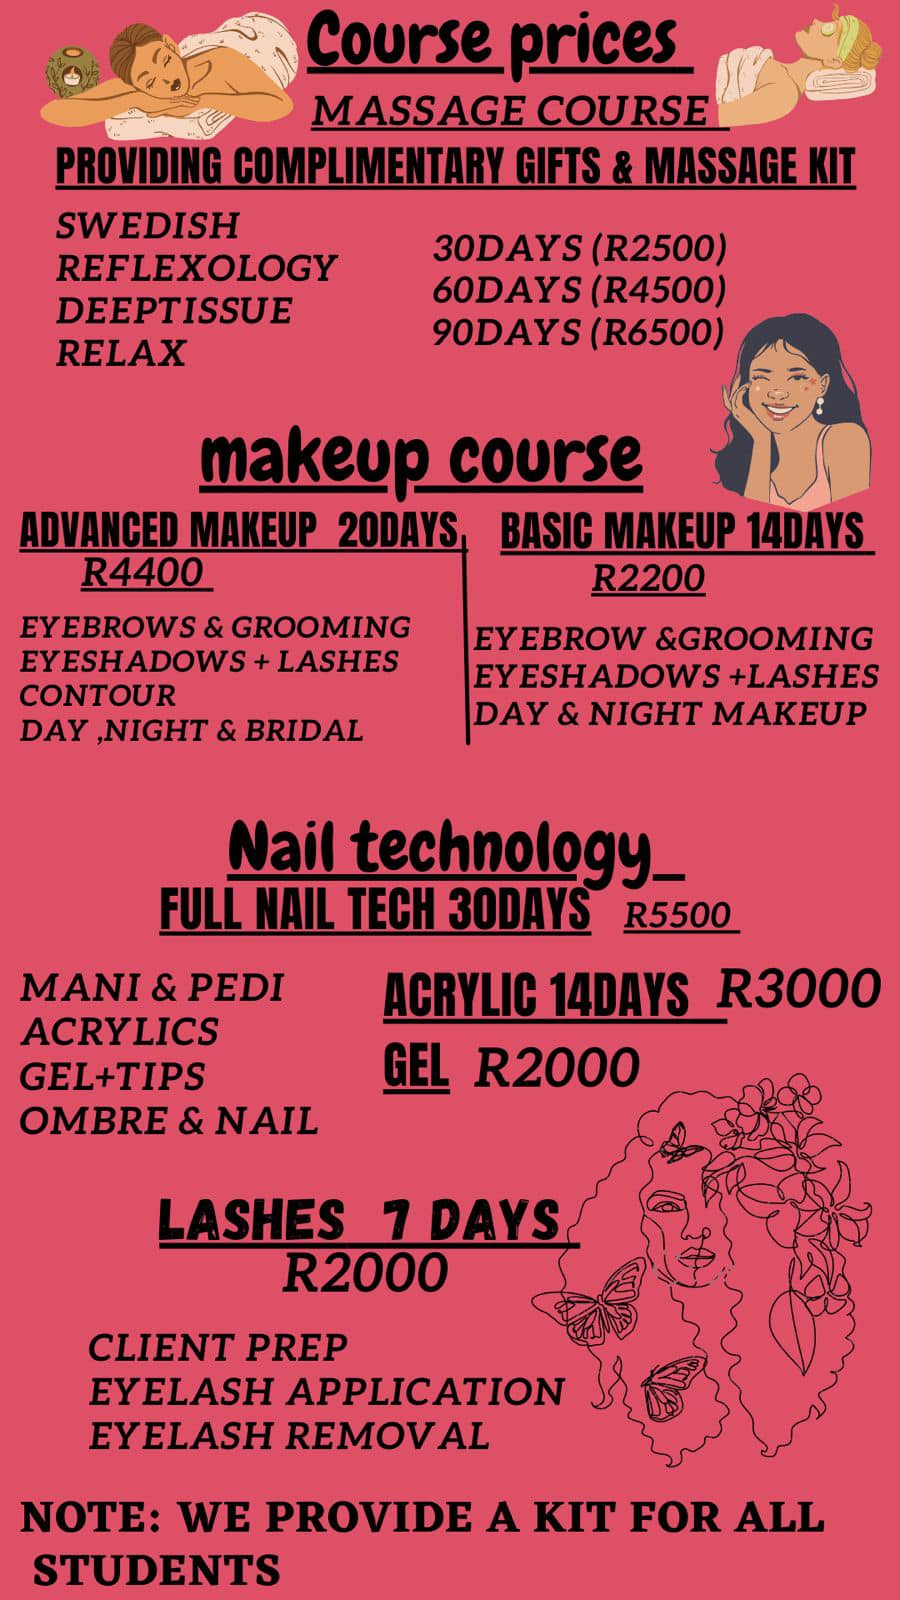 Course prices
MASSAGE COURSE
PROVIDING COMPLIMENTARY GIFTS & MASSAGE KIT
SWEDISH
REFLEXOLOGY
DEEPTISSUE
RELAX
30DAYS (R2500)
60DAYS (R4500)
90DAYS (R6500)
makeup course
ADVANCED MAKEUP 20DAYS
R4400
EYEBROWS & GROOMING
EYESHADOWS + LASHES
CONTOUR
DAY ,NIGHT & BRIDAL
BASIC MAKEUP 14DAYS
R2200
EYEBROW &GROOMING
EYESHADOWS +LASHES
DAY & NIGHT MAKEUP
Nail technology
FULL NAIL TECH 30DAYS R5500
MANI & PEDI
ACRYLICS
GEL+TIPS
OMBRE & NAIL
ACRYLIC 14DAYS R3000
GEL R2000
LASHES 7 DAYS
R2000
CLIENT PREP
EYELASH APPLICATION
EYELASH REMOVAL
NOTE: WE PROVIDE A KIT FOR ALL
STUDENTS